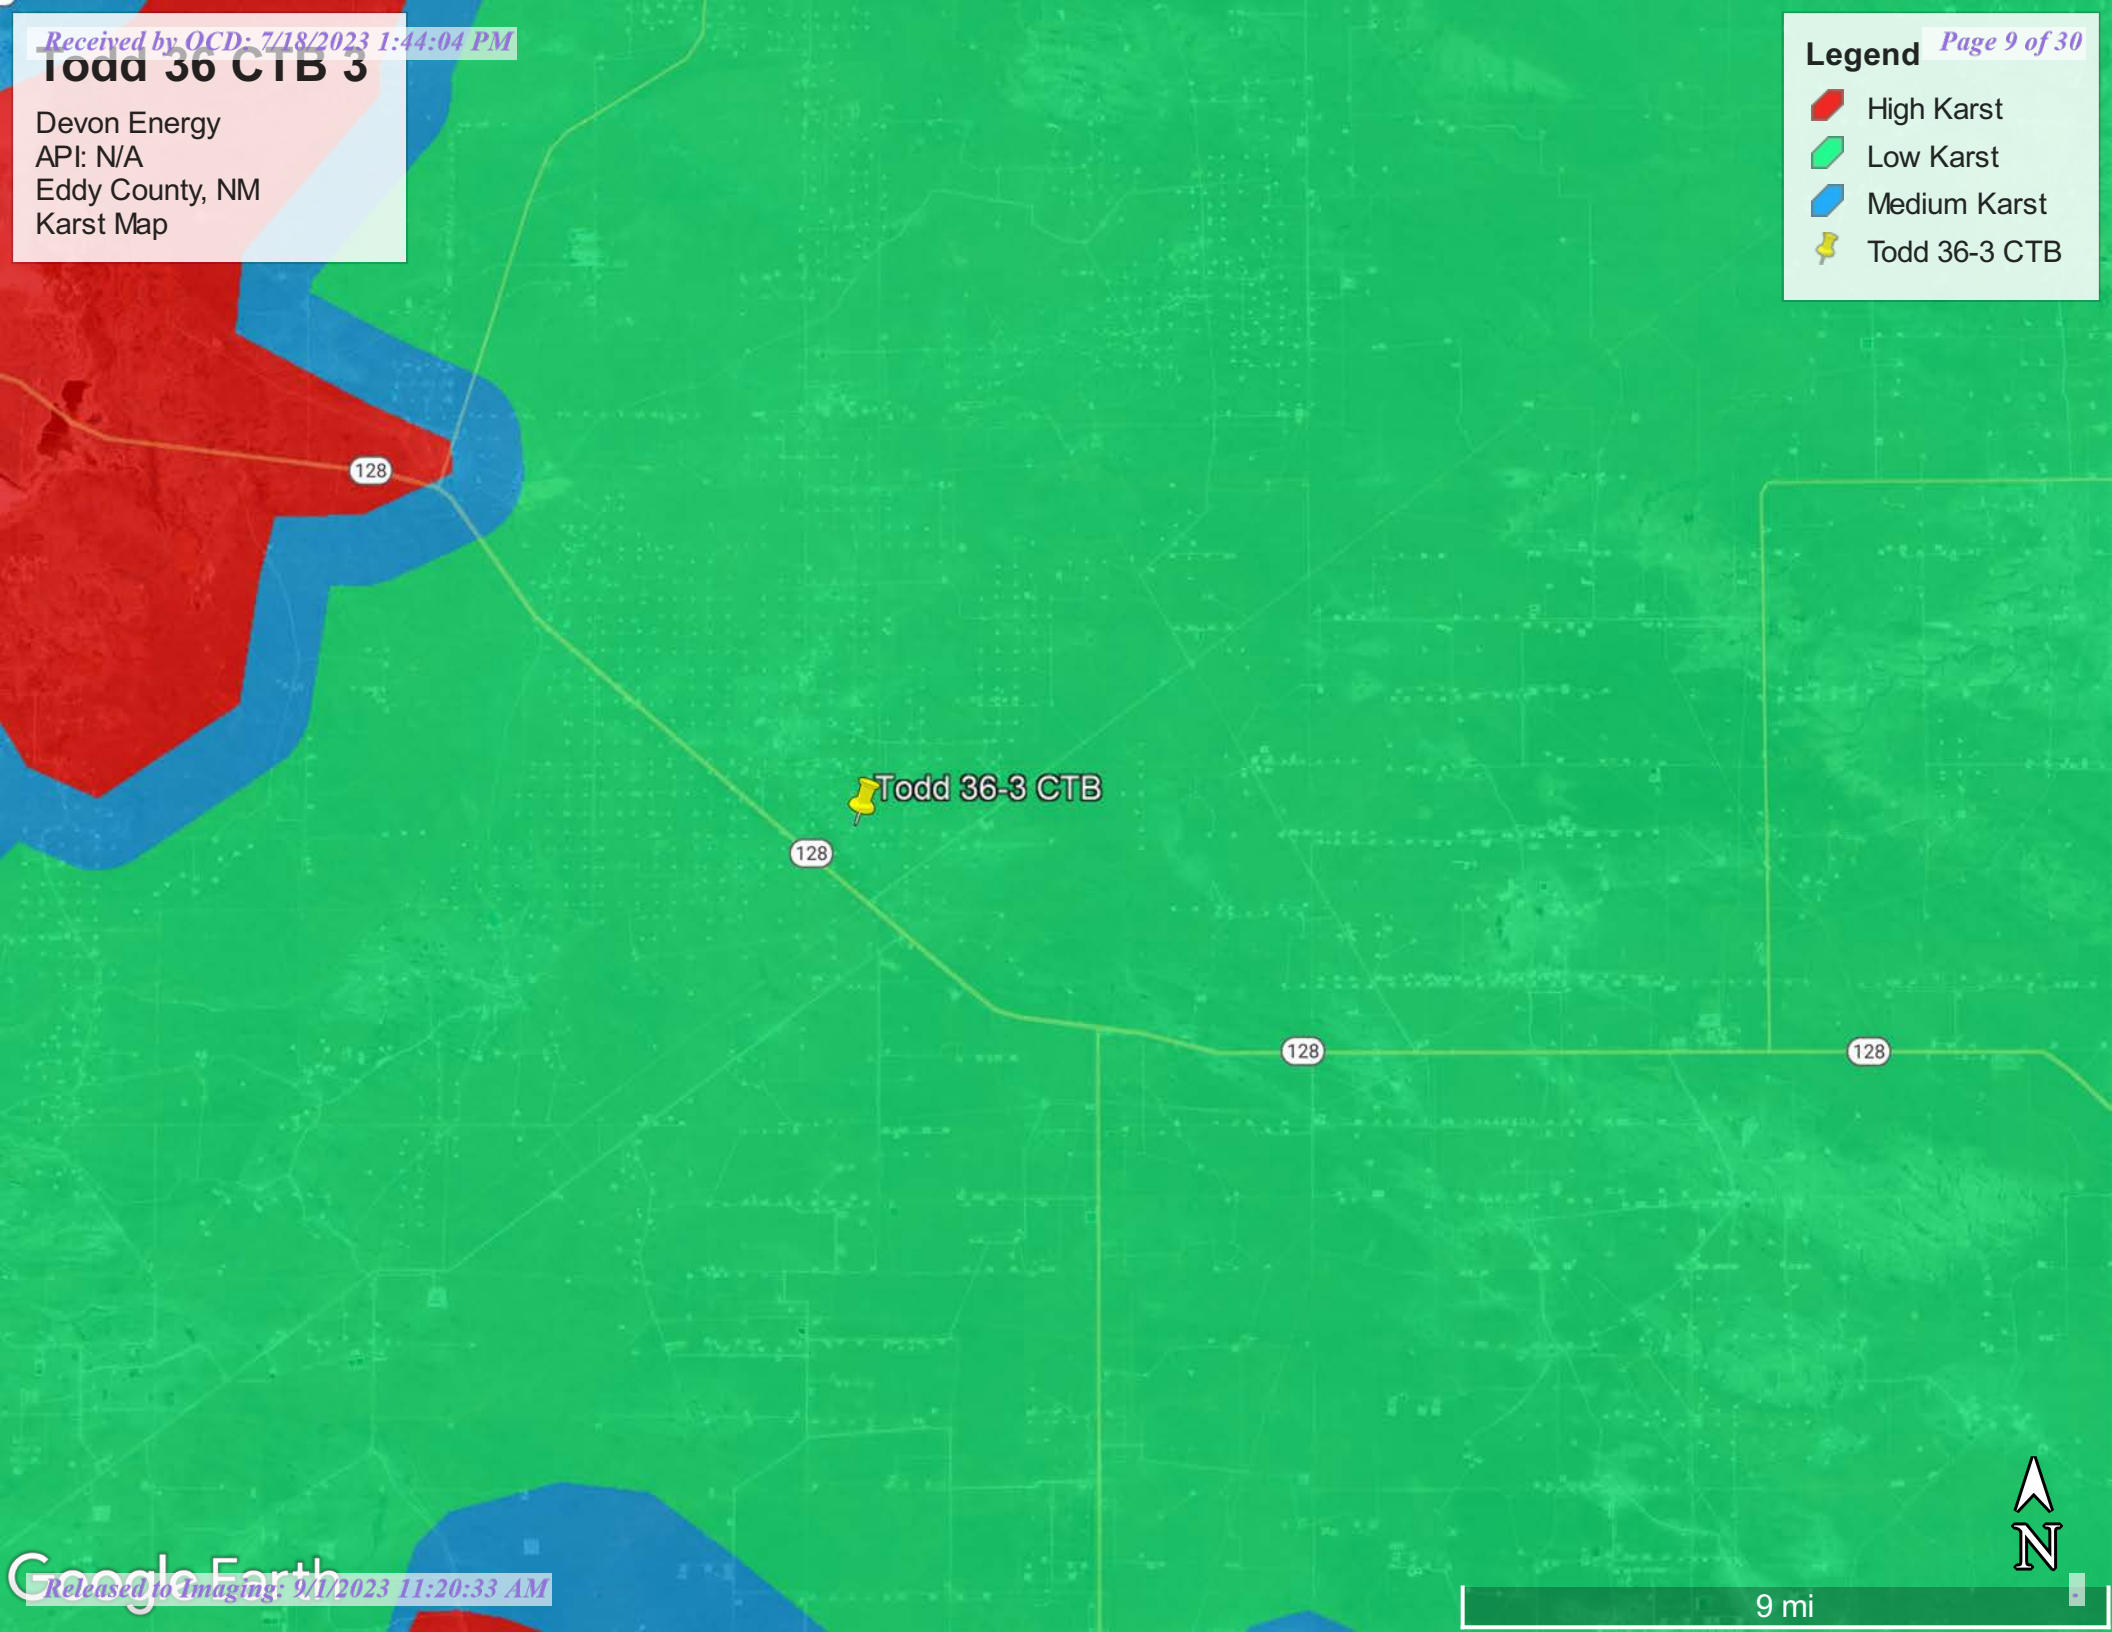 Received by OCD: 7/18/2023 1:44:04 PM
Page 9 of 30
Todd 36 CTB 3
Devon Energy
API: N/A
Eddy County, NM
Karst Map
Legend
High Karst
Low Karst
Medium Karst
Todd 36-3 CTB
128
Todd 36-3 CTB
128
128
128
N
Google Earth
Released to Imaging: 9/1/2023 11:20:33 AM
9 mi